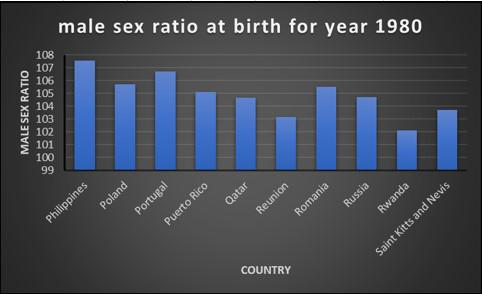 male sex ratio at birth for year 1980
MALE SEX RATIO
108
107
106
105
104
103
102
101
100
99
Philippines
Poland
Portugal
Puerto Rico
Qatar
Reunion
Romania
Russia
Rwanda
Saint Kitts and Nevis
COUNTRY